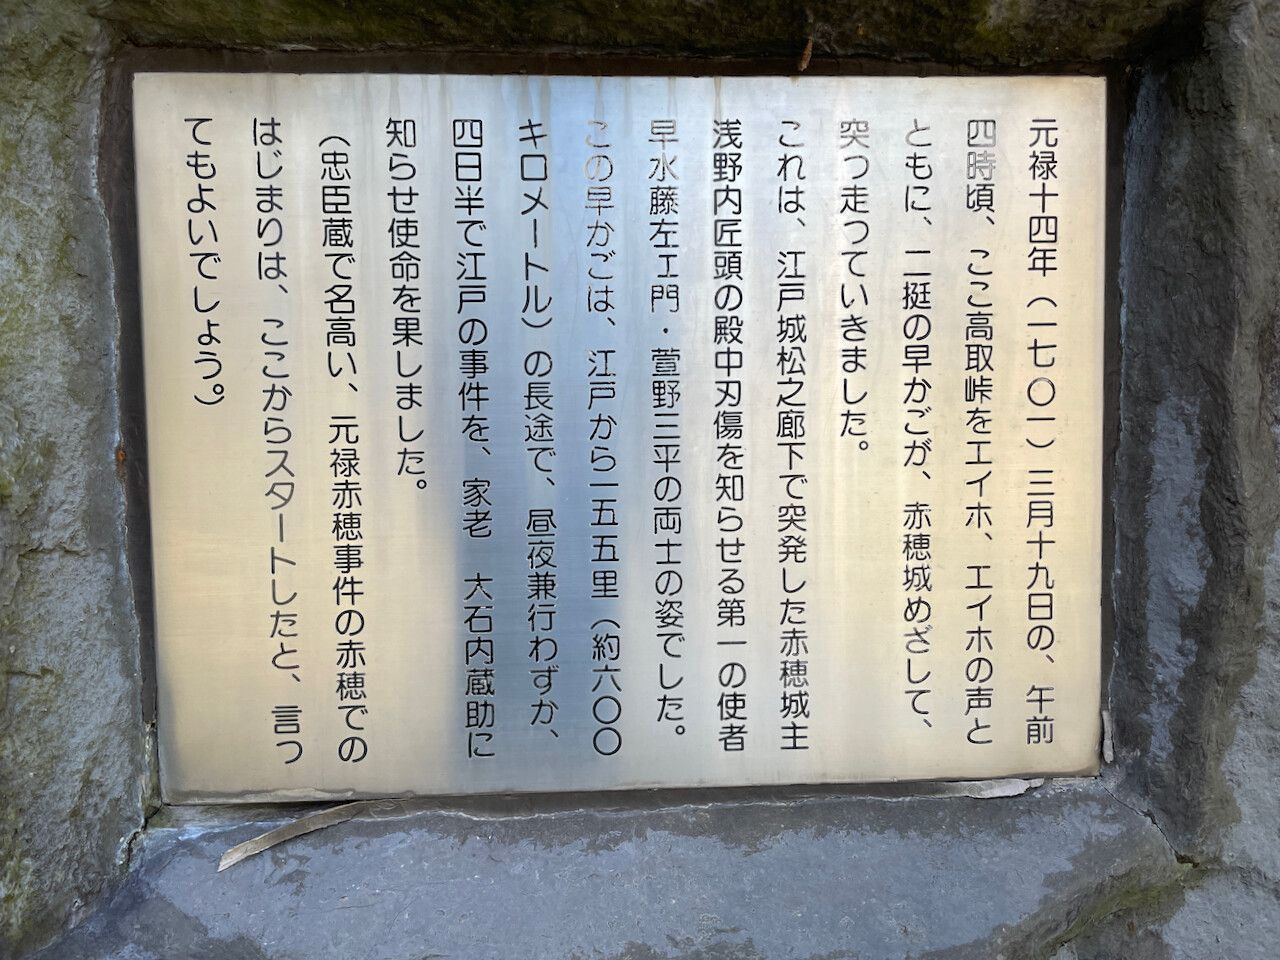 元禄十四年（一七〇一）三月十九日の、午前
四時頃、ここ高取峠をエイホ、エイホの声と
ともに、二挺の早かごが、赤穂城めざして、
突っ走っていきました。
これは、江戸城松之廊下で突発した赤穂城主
浅野内匠頭の殿中刃傷を知らせる第一の使者
早水藤左ェ門・萱野三平の両士の姿でした。
この早かごは、江戸から一五五里（約六〇〇
キロメートル）の長途で、昼夜兼行わずか、
四日半で江戸の事件を、家老　大石内蔵助に
知らせ使命を果しました。
（忠臣蔵で名高い、元禄赤穂事件の赤穂での
はじまりは、ここからスタートしたと、言っ
てもよいでしょう。）